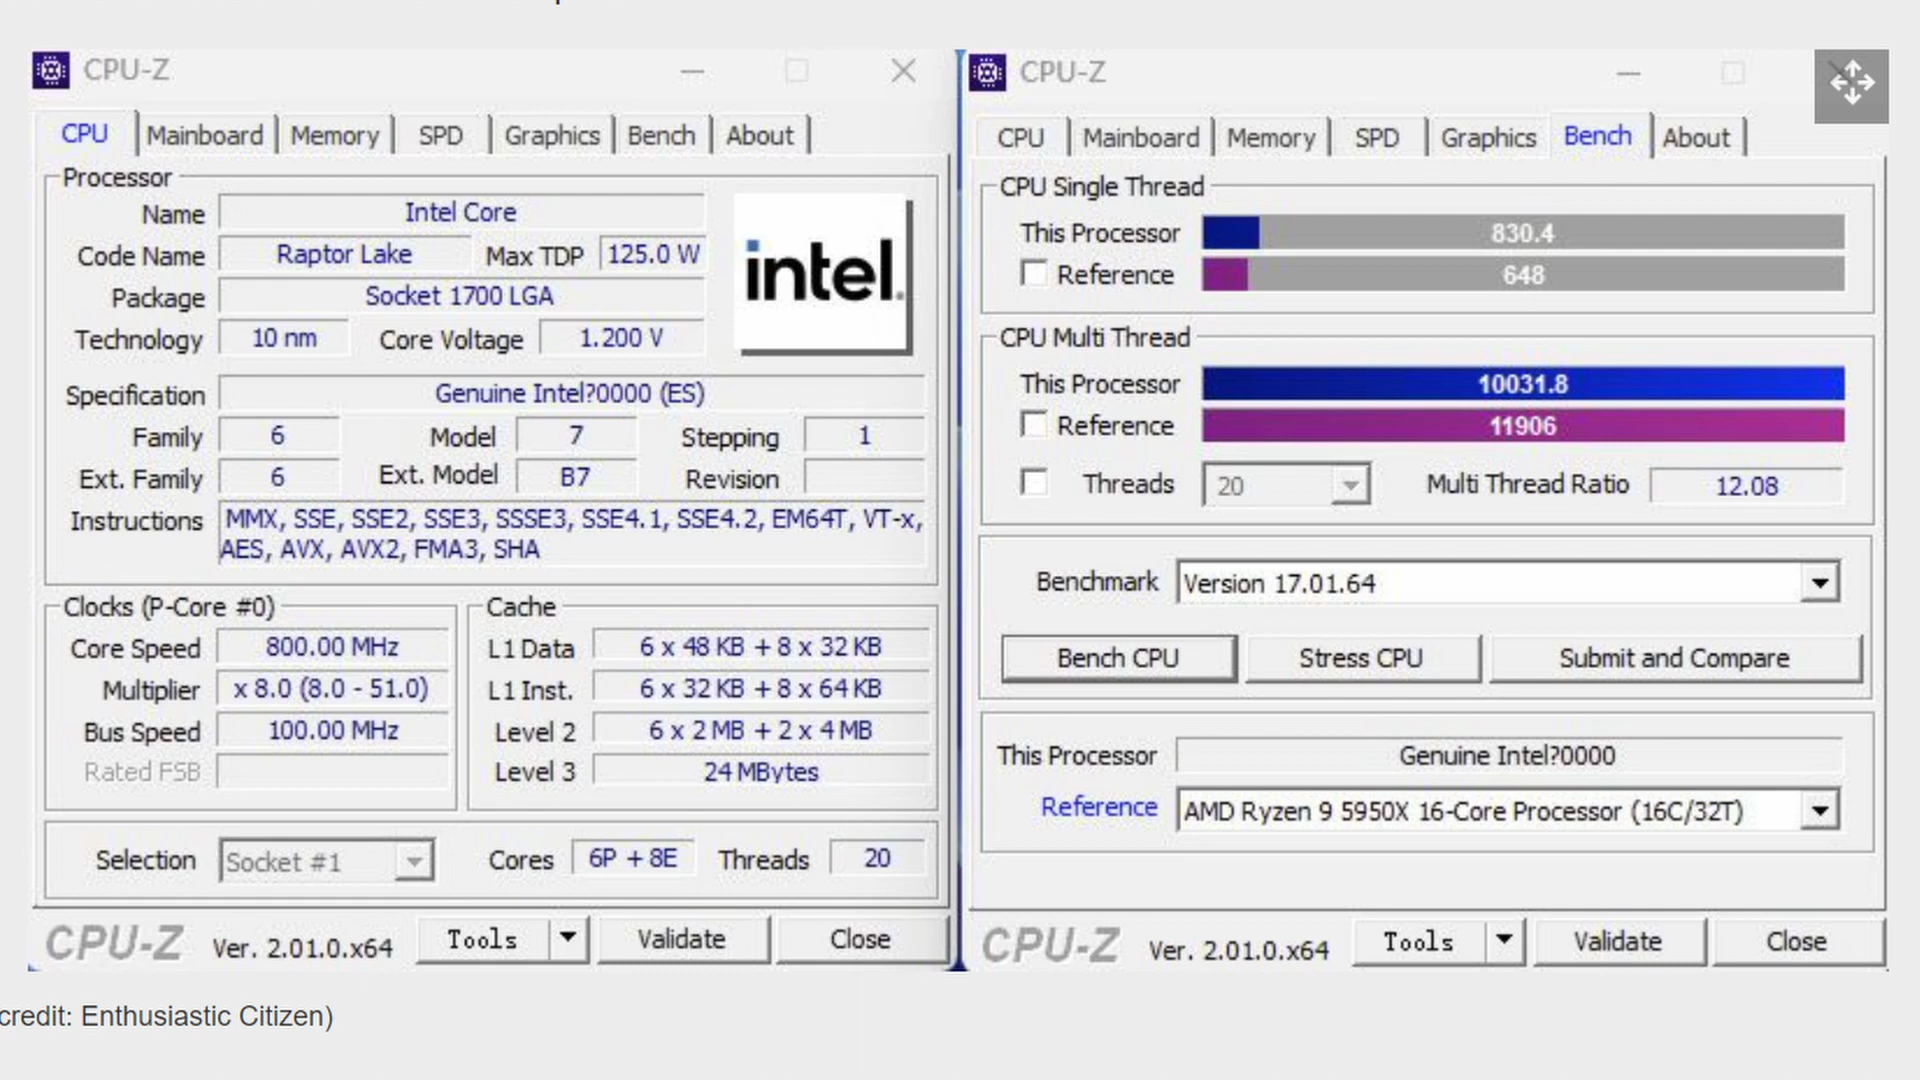 CPU-Z
CPU Mainboard Memory SPD Graphics Bench About
Processor
Name Intel Core
Code Name Raptor Lake Max TDP 125.0 W
Package Socket 1700 LGA
Technology 10 nm Core Voltage 1.200 V
intel.
Specification Genuine Intel?0000 (ES)
Family 6 Model 7 Stepping 1
Ext. Family 6 Ext. Model B7 Revision
Instructions MMX, SSE, SSE2, SSE3, SSSE3, SSE4.1, SSE4.2, EM64T, VT-x,
AES, AVX, AVX2, FMA3, SHA
Clocks (P-Core #0)
Core Speed 800.00 MHz
Multiplier x 8.0 (8.0 - 51.0)
Bus Speed 100.00 MHz
Rated FSB
Cache
L1 Data 6 x 48 KB + 8 x 32 KB
L1 Inst. 6 x 32 KB + 8 x 64 KB
Level 2 6 x 2 MB + 2 x 4 MB
Level 3 24 MBytes
Selection Socket #1 Cores 6P + 8E Threads 20
CPU-Z Ver. 2.01.0.x64 Tools Validate Close
CPU-Z
CPU Mainboard Memory SPD Graphics Bench About
CPU Single Thread
This Processor 830.4
Reference 648
CPU Multi Thread
This Processor 10031.8
Reference 11906
Threads 20 Multi Thread Ratio 12.08
Benchmark Version 17.01.64
Bench CPU Stress CPU Submit and Compare
This Processor Genuine Intel?0000
Reference AMD Ryzen 9 5950X 16-Core Processor (16C/32T)
CPU-Z Ver. 2.01.0.x64 Tools Validate Close
credit: Enthusiastic Citizen)